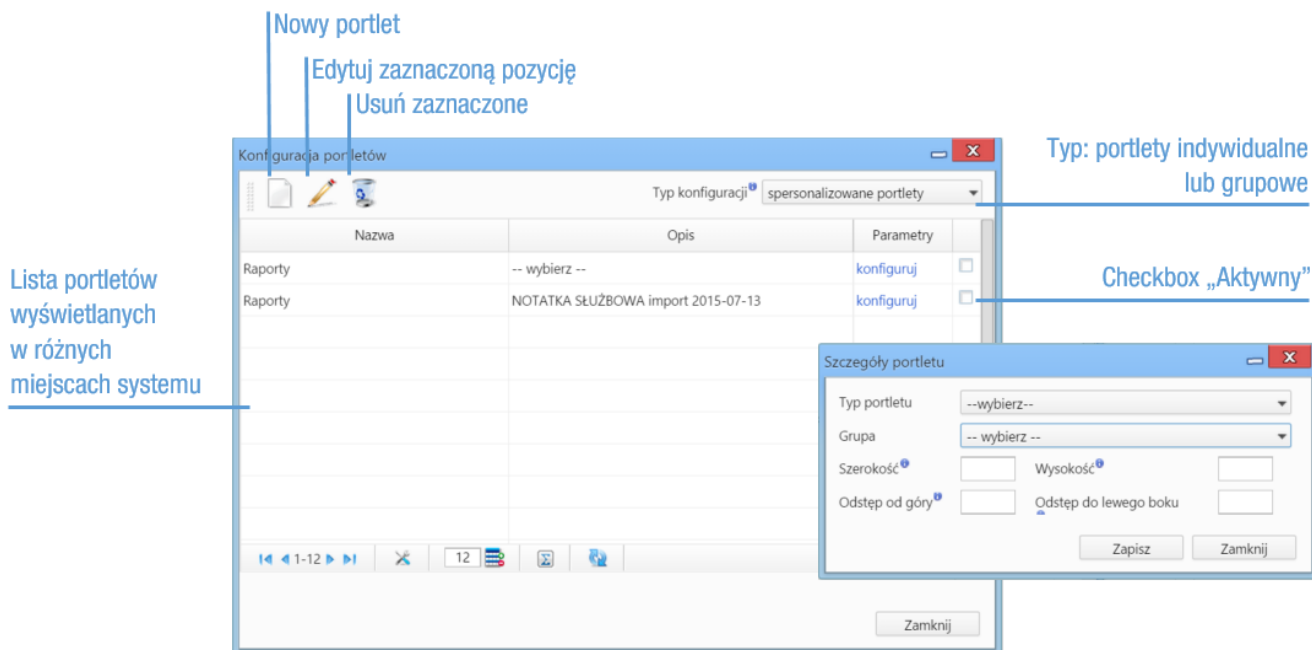 Nowy portlet
Edytuj zaznaczoną pozycję
Usuń zaznaczone
Konfiguracja portletów
Typ: portlety indywidualne
lub grupowe
Typ konfiguracji spersonalizowane portlety
Nazwa Opis Parametry
Raporty -- wybierz -- konfiguruj
Raporty NOTATKA SŁUŻBOWA import 2015-07-13 konfiguruj
Checkbox „Aktywny”
Lista portletów
wyświetlanych
w różnych
miejscach systemu
Szczegóły portletu
Typ portletu --wybierz--
Grupa -- wybierz --
Szerokość Wysokość
Odstęp od góry Odstęp do lewego boku
Zapisz Zamknij
1-12 12
Zamknij